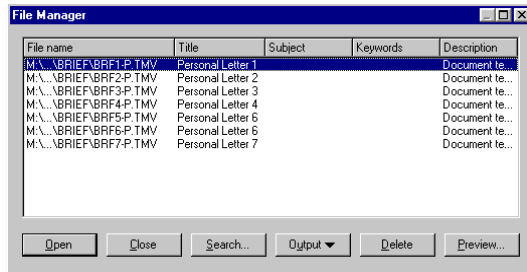 File Manager
File name Title Subject Keywords Description
M:\...\BRIEF\BRF1-P.TMV Personal Letter 1 Document te...
M:\...\BRIEF\BRF2-P.TMV Personal Letter 2 Document te...
M:\...\BRIEF\BRF3-P.TMV Personal Letter 3 Document te...
M:\...\BRIEF\BRF4-P.TMV Personal Letter 4 Document te...
M:\...\BRIEF\BRF5-P.TMV Personal Letter 6 Document te...
M:\...\BRIEF\BRF6-P.TMV Personal Letter 6 Document te...
M:\...\BRIEF\BRF7-P.TMV Personal Letter 7 Document te...
Open Close Search... Output Delete Preview...